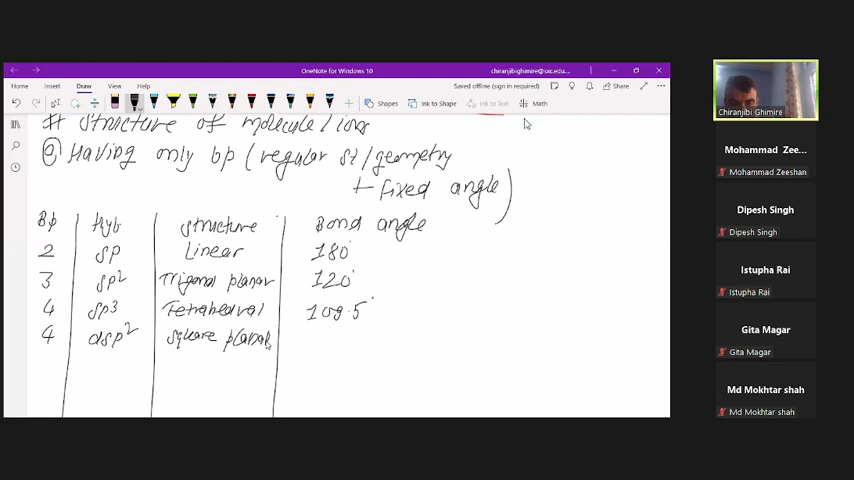 OneNote for Windows 10
chiranjibighimire@sxc.edu...
Home Insert Draw View Help
Saved offline (sign in required)
Share
Shapes Ink to Shape Ink to Text Math
# Structure of molecule/ions
@ Having only bp (regular st/geometry
+ fixed angle)
Bp Hyb structure Bond angle
2 sp Linear 180°
3 sp2 Trigonal planar 120°
4 sp3 Tetrahedral 109.5°
4 dsp2 square planar
Chiranjibi Ghimire
Mohammad Zee...
Mohammad Zeeshan
Dipesh Singh
Dipesh Singh
Istupha Rai
Istupha Rai
Gita Magar
Gita Magar
Md Mokhtar shah
Md Mokhtar shah